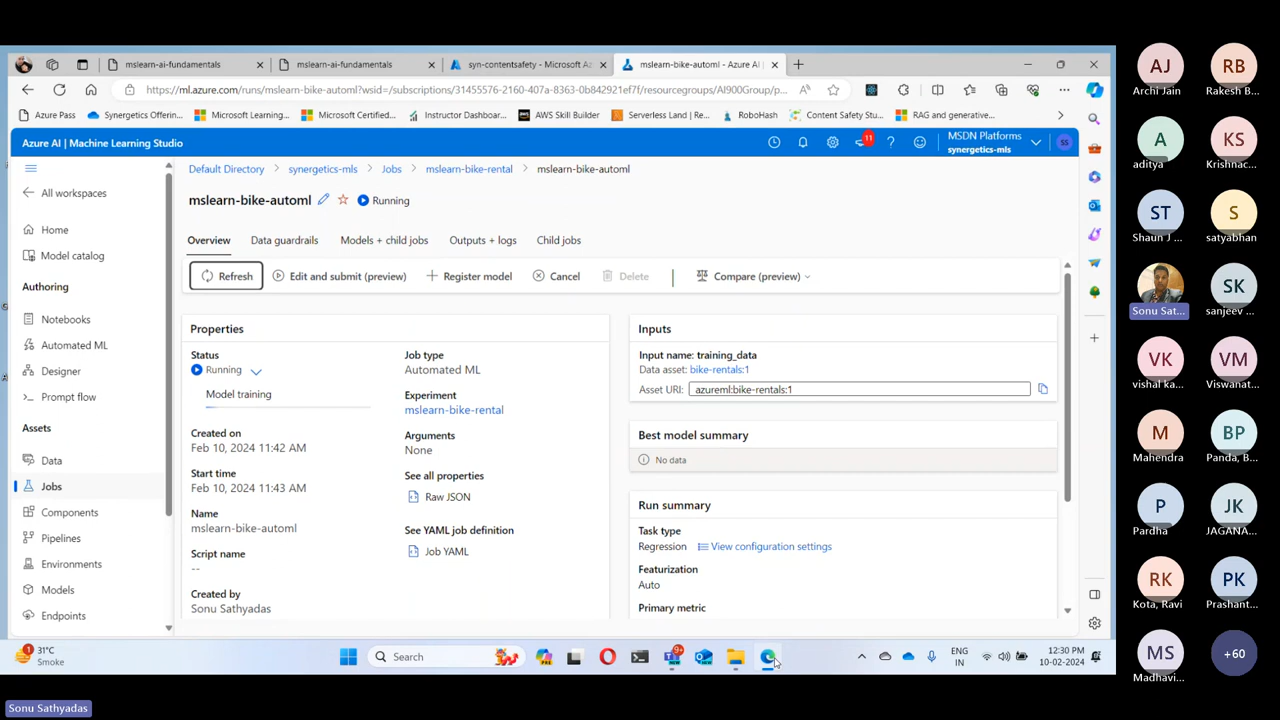 mslearn-ai-fundamentals
mslearn-ai-fundamentals
syn-contentsafety - Microsoft Az
mslearn-bike-automl - Azure AI |
https://ml.azure.com/runs/mslearn-bike-automl?wsid=/subscriptions/31455576-2160-407a-8363-0b842921ef7f/resourcegroups/AI900Group/p...
Azure Pass
Synergetics Offering...
Microsoft Learning...
Microsoft Certified...
Instructor Dashboar...
AWS Skill Builder
Serverless Land | Re...
RoboHash
Content Safety Stu...
RAG and generative...
Azure AI | Machine Learning Studio
11
MSDN Platforms
synergetics-mls
SS
Default Directory > synergetics-mls > Jobs > mslearn-bike-rental > mslearn-bike-automl
mslearn-bike-automl
Running
Overview
Data guardrails
Models + child jobs
Outputs + logs
Child jobs
Refresh
Edit and submit (preview)
Register model
Cancel
Delete
Compare (preview)
All workspaces
Home
Model catalog
Authoring
Notebooks
Automated ML
Designer
Prompt flow
Assets
Data
Jobs
Components
Pipelines
Environments
Models
Endpoints
Properties
Status
Running
Model training
Created on
Feb 10, 2024 11:42 AM
Start time
Feb 10, 2024 11:43 AM
Name
mslearn-bike-automl
Script name
--
Created by
Sonu Sathyadas
Job type
Automated ML
Experiment
mslearn-bike-rental
Arguments
None
See all properties
Raw JSON
See YAML job definition
Job YAML
Inputs
Input name: training_data
Data asset: bike-rentals:1
Asset URI: azureml:bike-rentals:1
Best model summary
No data
Run summary
Task type
Regression
View configuration settings
Featurization
Auto
Primary metric
1
31°C
Smoke
Search
PRE
9+
NEW
NEW
ENG
IN
12:30 PM
10-02-2024
AJ
Archi Jain
RB
Rakesh B...
A
aditya
KS
Krishnac...
ST
Shaun J ...
S
satyabhan
Sonu Sat...
SK
sanjeev ...
VK
vishal ka...
VM
Viswanat...
M
Mahendra
BP
Panda, B...
P
Pardha
JK
JAGANA...
RK
Kota, Ravi
PK
Prashant...
MS
Madhavi...
+60
Sonu Sathyadas